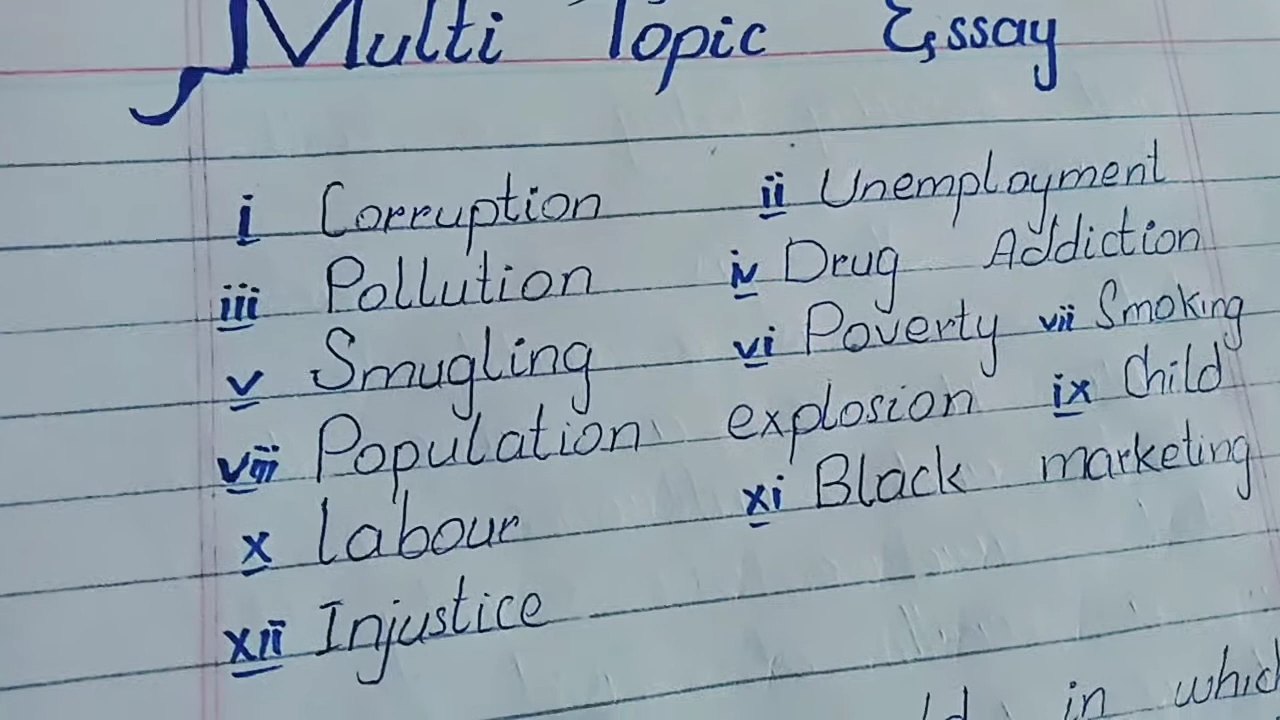 Multi Topic Essay
i Corruption ii Unemployment
iii Pollution iv Drug Addiction
v Smugling vi Poverty vii Smoking
viii Population explosion ix Child
x labour xi Black marketing
xii Injustice
in which